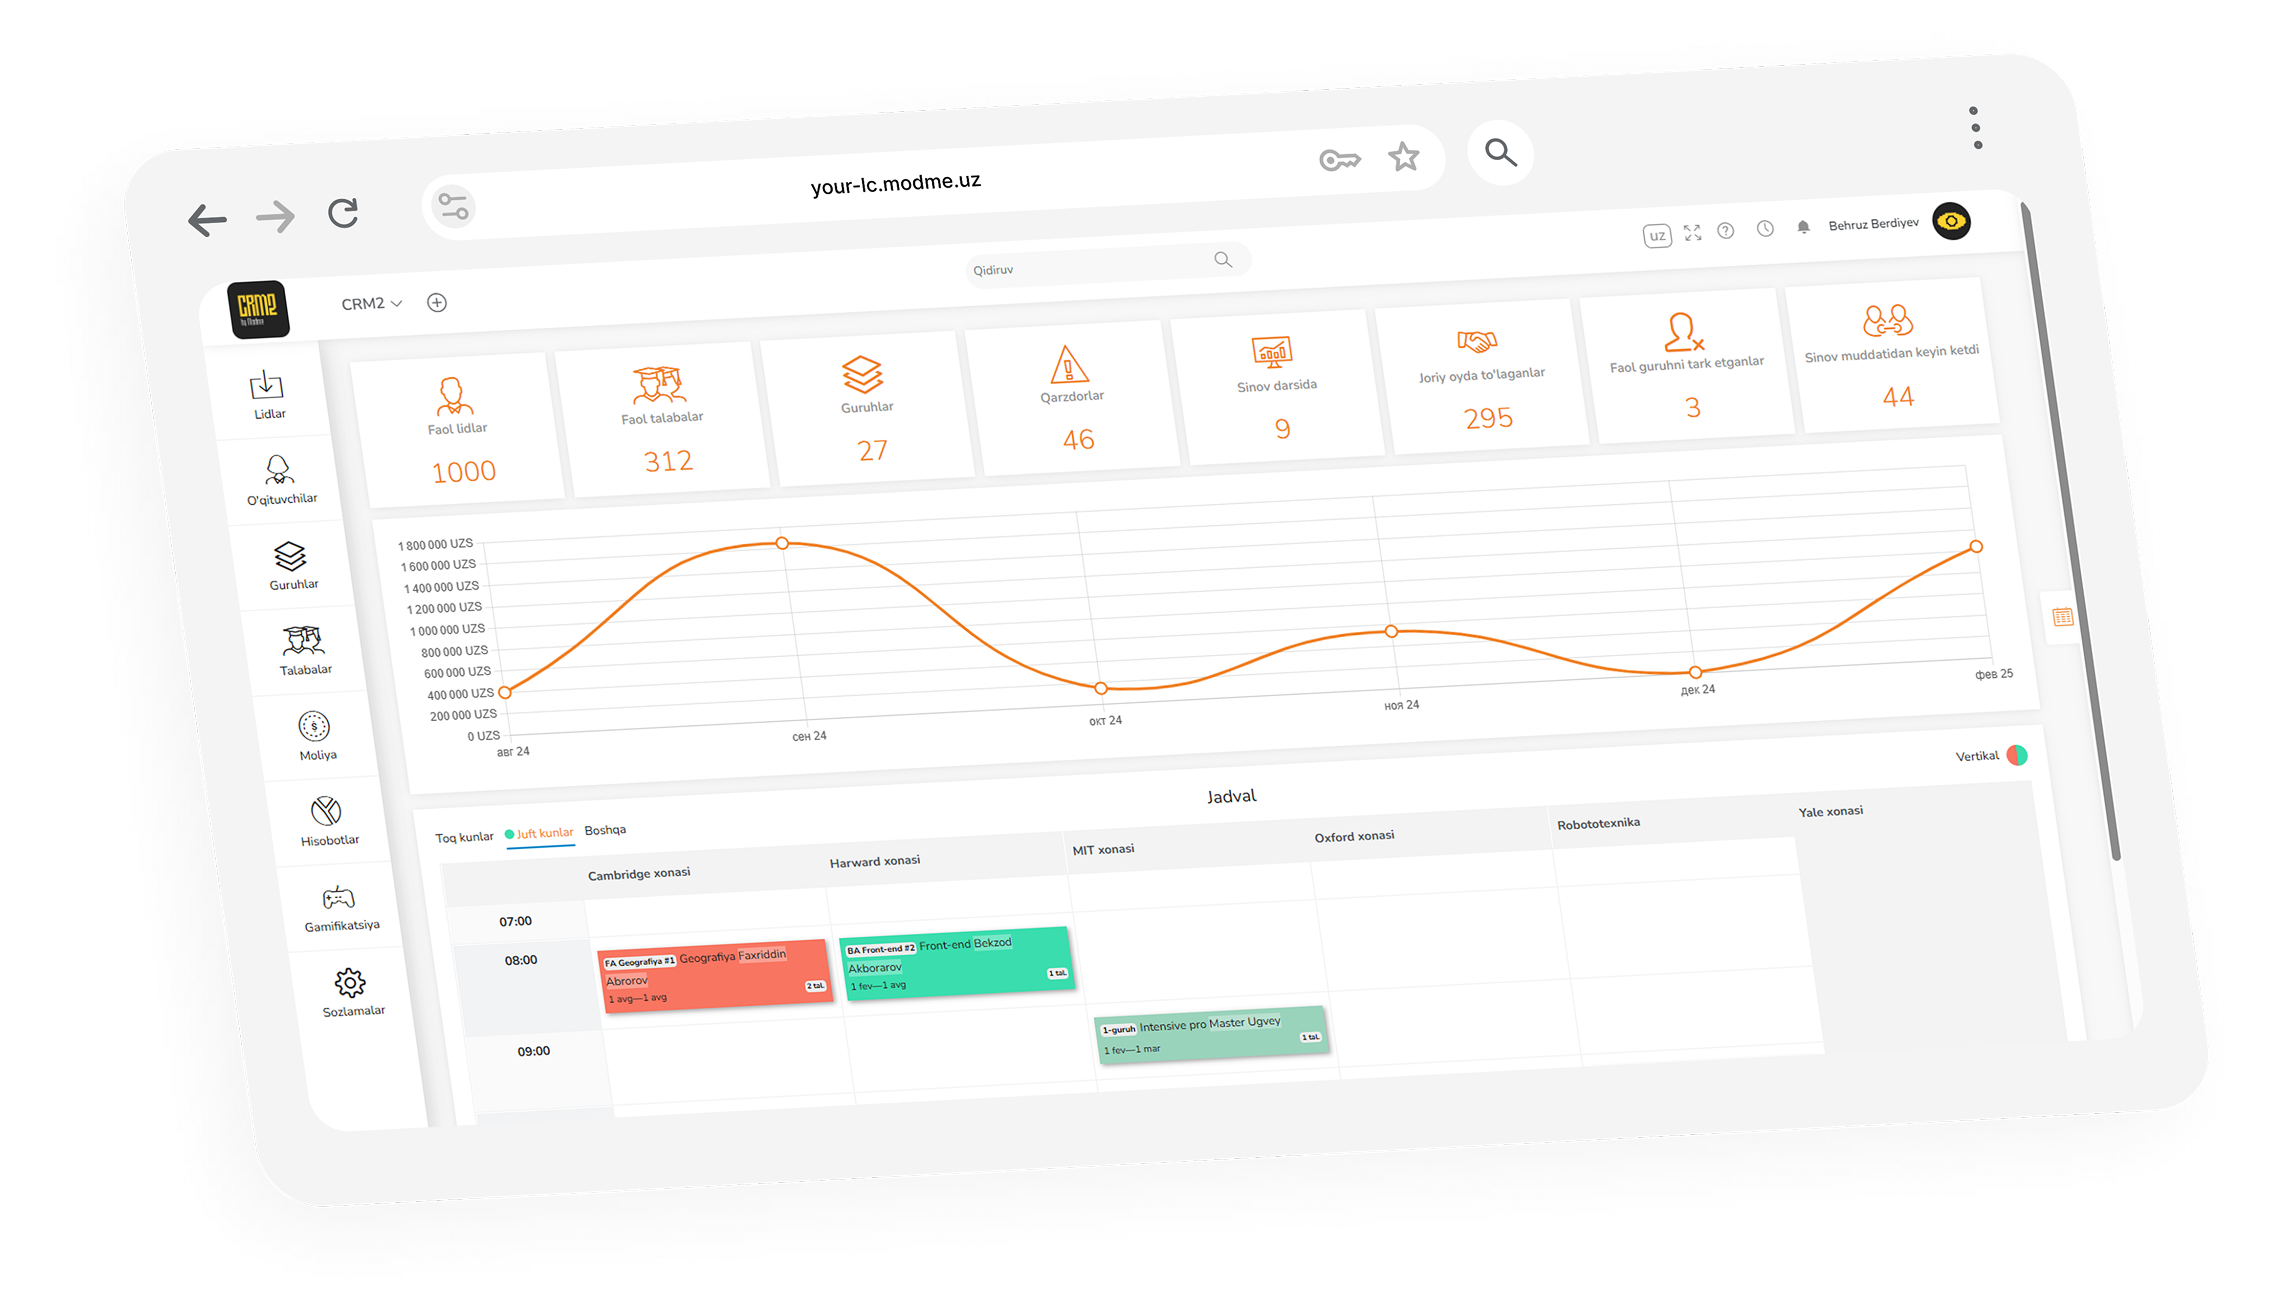 your-lc.modme.uz
CRM2
by Modme
CRM2
Qidiruv
uz
Behruz Berdiyev
Lidlar
O'qituvchilar
Guruhlar
Talabalar
Moliya
Hisobotlar
Gamifikatsiya
Sozlamalar
Faol lidlar
1000
Faol talabalar
312
Guruhlar
27
Qarzdorlar
46
Sinov darsida
9
Joriy oyda to'laganlar
295
Faol guruhni tark etganlar
3
Sinov muddatidan keyin ketdi
44
1 800 000 UZS
1 600 000 UZS
1 400 000 UZS
1 200 000 UZS
1 000 000 UZS
800 000 UZS
600 000 UZS
400 000 UZS
200 000 UZS
0 UZS
авг 24
сен 24
окт 24
ноя 24
дек 24
фев 25
Jadval
Vertikal
Toq kunlar
Juft kunlar
Boshqa
Cambridge xonasi
Harward xonasi
MIT xonasi
Oxford xonasi
Robototexnika
Yale xonasi
07:00
08:00
09:00
FA Geografiya #1 Geografiya Faxriddin
Abrorov
1 avg—1 avg
2 tal.
BA Front-end #2 Front-end Bekzod
Akborarov
1 fev—1 avg
1 tal.
1-guruh Intensive pro Master Ugvey
1 fev—1 mar
1 tal.